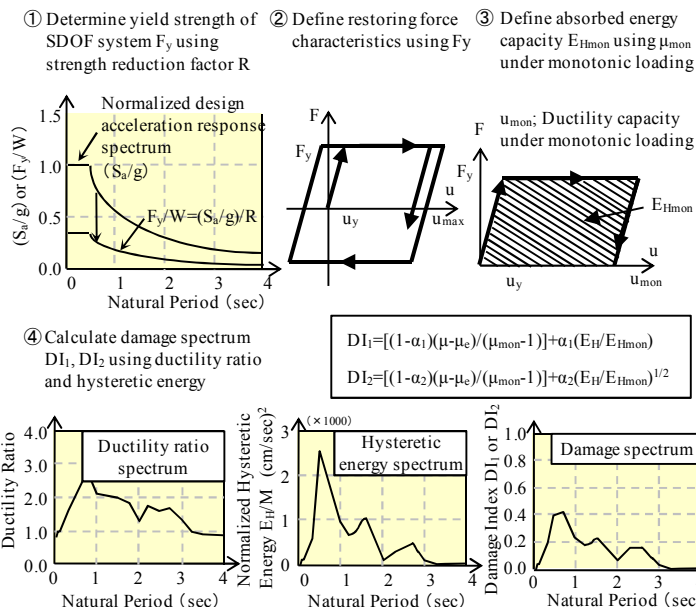 ① Determine yield strength of
SDOF system Fy using
strength reduction factor R
② Define restoring force
characteristics using Fy
③ Define absorbed energy
capacity EHmon using μmon
under monotonic loading
(Sa/g) or (Fy/W)
1.5
1.0
0.5
0.0
Normalized design
acceleration response
spectrum
(Sa/g)
Fy/W=(Sa/g)/R
0 1 2 3 4
Natural Period (sec)
F
Fy
u
uy
umax
umon; Ductility capacity
under monotonic loading
F
Fy
EHmon
u
uy
umon
④ Calculate damage spectrum
DI1, DI2 using ductility ratio
and hysteretic energy
DI1=[(1-α1)(μ-μe)/(μmon-1)]+α1(EH/EHmon)
DI2=[(1-α2)(μ-μe)/(μmon-1)]+α2(EH/EHmon)1/2
Ductility Ratio
4.0
3.0
2.0
1.0
0.0
Ductility ratio
spectrum
0 1 2 3 4
Natural Period (sec)
Normalized Hysteretic
Energy EH/M (cm/sec)2
(×1000)
3
2
1
0
Hysteretic
energy spectrum
0 1 2 3 4
Natural Period (sec)
Damage Index DI1 or DI2
1.0
0.8
0.6
0.4
0.2
0
Damage spectrum
0 1 2 3
Natural Period (sec)